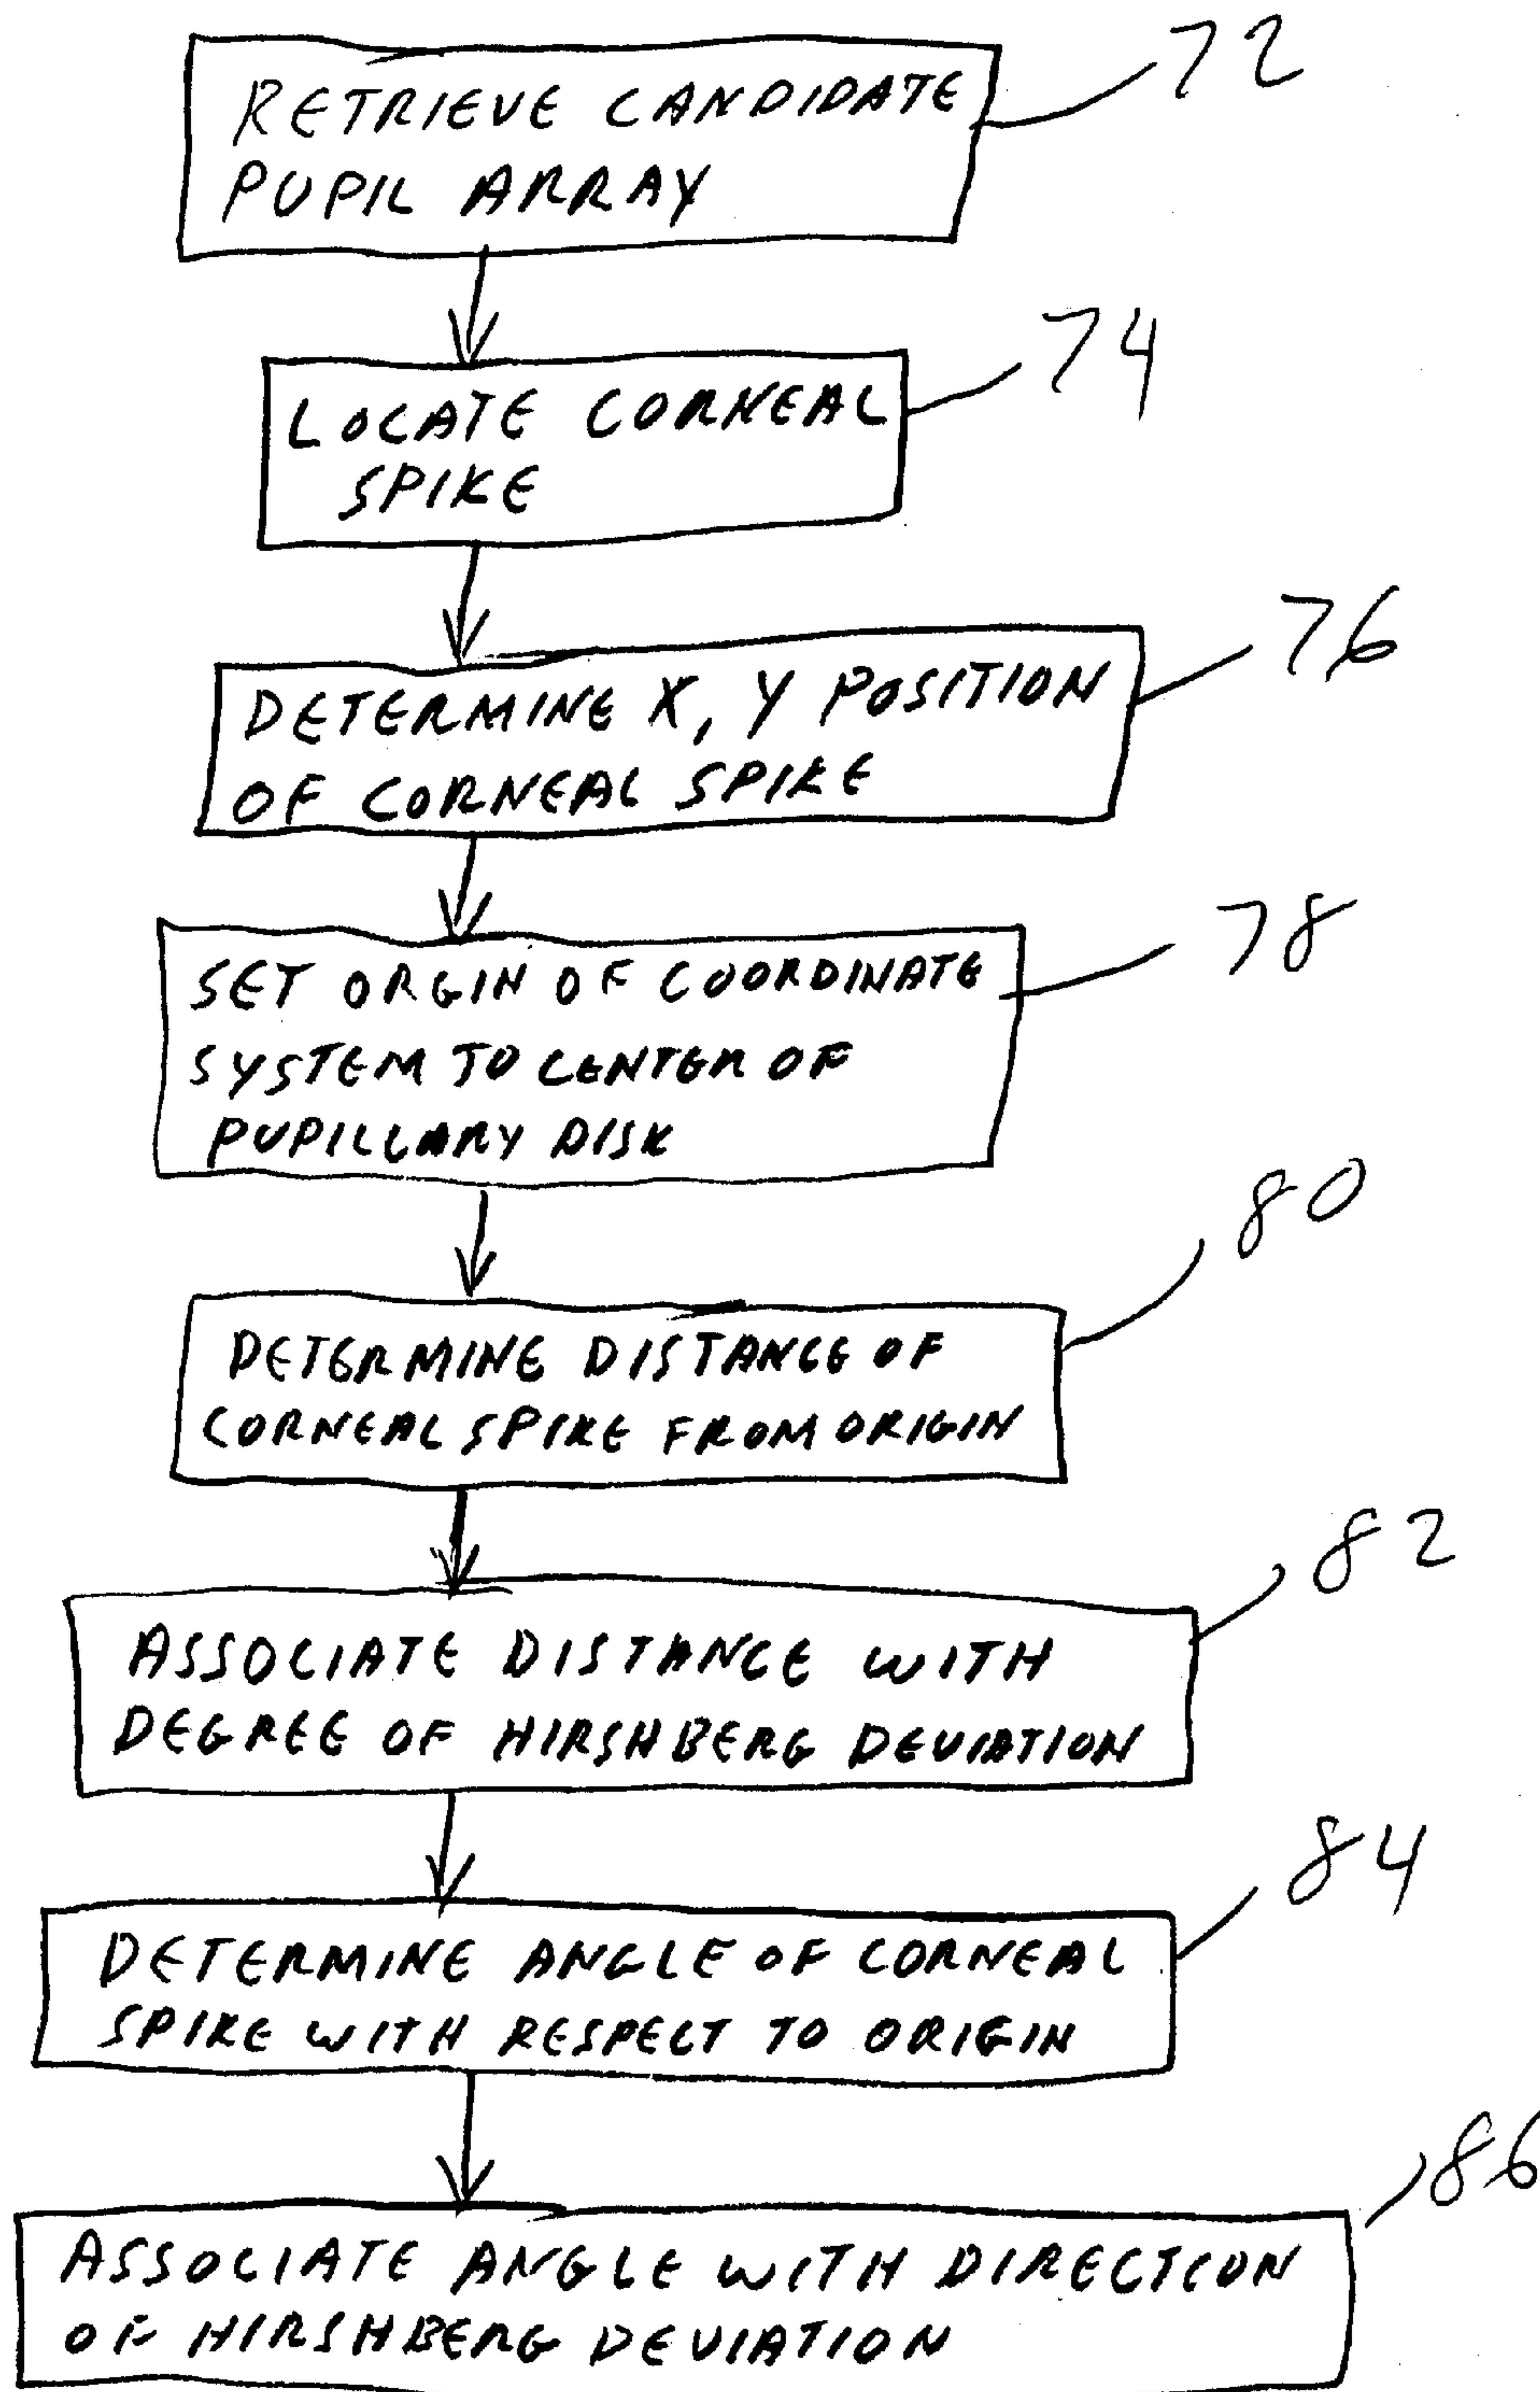 72
RETRIEVE CANDIDATE
PUPIL ARRAY
74
LOCATE CORNEAL
SPIKE
76
DETERMINE X, Y POSITION
OF CORNEAL SPIKE
78
SET ORGIN OF COORDINATE
SYSTEM TO CENTER OF
PUPILLARY DISK
80
DETERMINE DISTANCE OF
CORNEAL SPIKE FROM ORIGIN
82
ASSOCIATE DISTANCE WITH
DEGREE OF HIRSHBERG DEVIATION
84
DETERMINE ANGLE OF CORNEAL
SPIKE WITH RESPECT TO ORIGIN
86
ASSOCIATE ANGLE WITH DIRECTION
OF HIRSHBERG DEVIATION